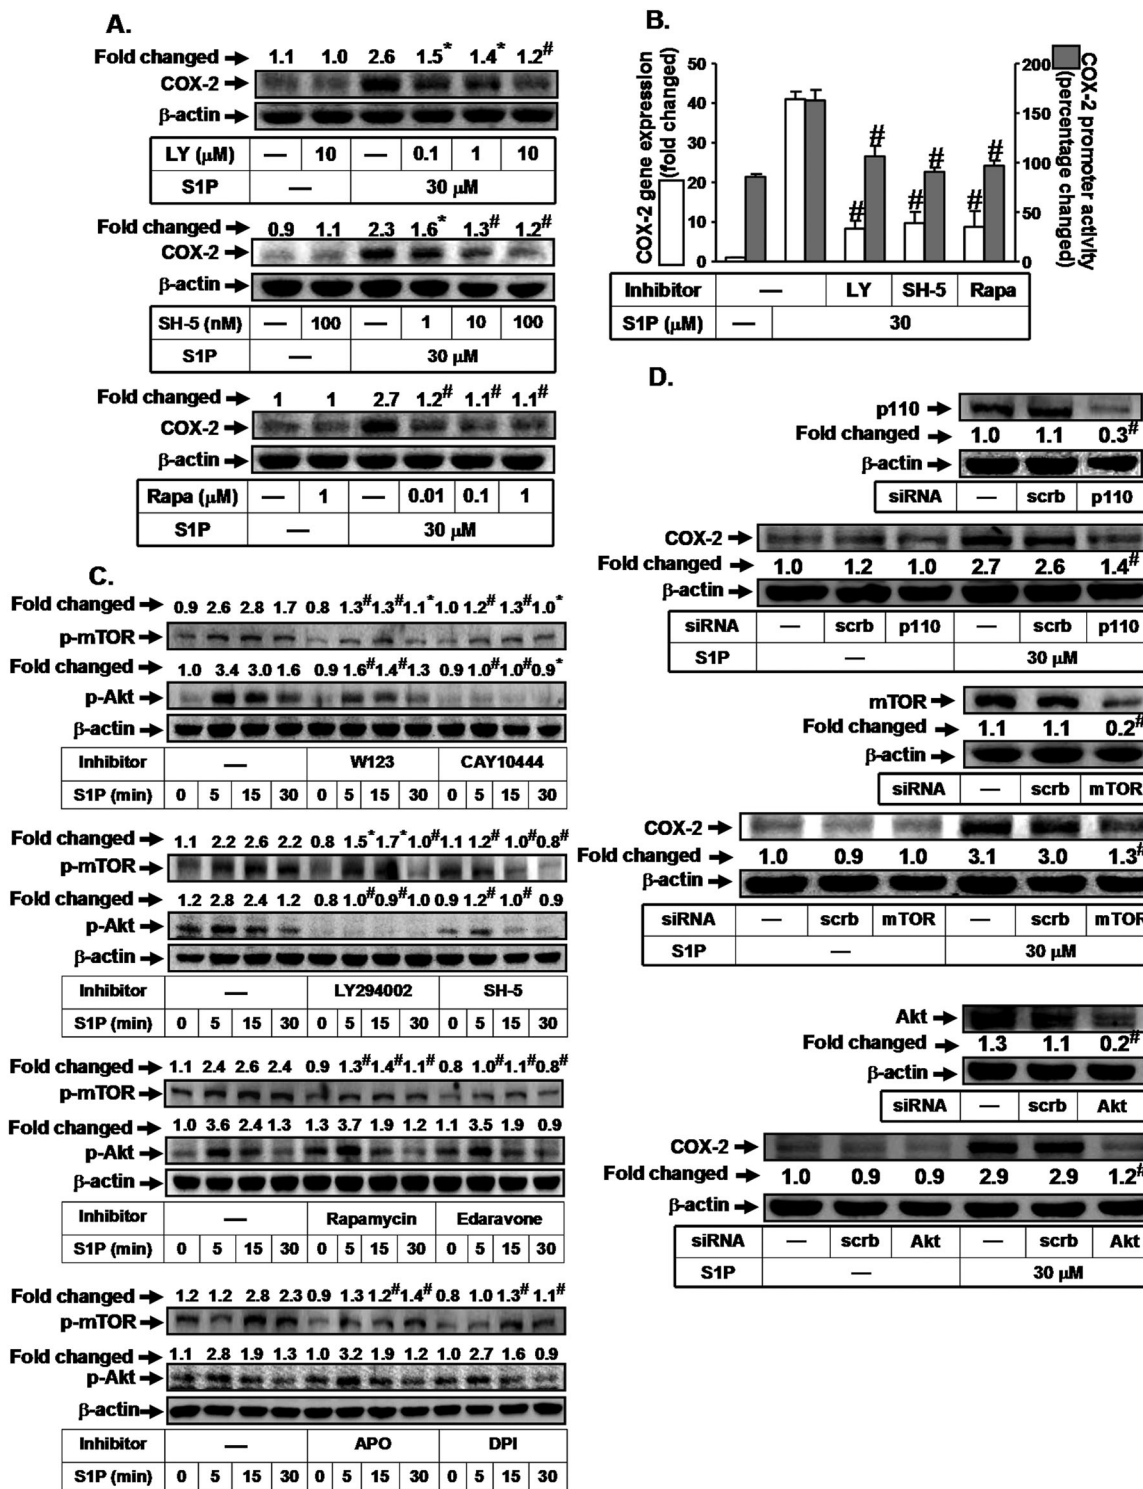 A.
Fold changed 1.1 1.0 2.6 1.5* 1.4* 1.2#
COX-2
β-actin
LY (μM) — 10 — 0.1 1 10
S1P — 30 μM
Fold changed 0.9 1.1 2.3 1.6* 1.3# 1.2#
COX-2
β-actin
SH-5 (nM) — 100 — 1 10 100
S1P — 30 μM
Fold changed 1 1 2.7 1.2# 1.1# 1.1#
COX-2
β-actin
Rapa (μM) — 1 — 0.01 0.1 1
S1P — 30 μM
B.
COX-2 gene expression
(fold changed)
50
40
30
20
10
0
# # #
# # #
200
150
100
50
0
COX-2 promoter activity
(percentage changed)
Inhibitor — LY SH-5 Rapa
S1P (μM) — 30
C.
Fold changed 0.9 2.6 2.8 1.7 0.8 1.3# 1.3# 1.1* 1.0 1.2# 1.3# 1.0*
p-mTOR
Fold changed 1.0 3.4 3.0 1.6 0.9 1.6# 1.4# 1.3 0.9 1.0# 1.0# 0.9*
p-Akt
β-actin
Inhibitor — W123 CAY10444
S1P (min) 0 5 15 30 0 5 15 30 0 5 15 30
Fold changed 1.1 2.2 2.6 2.2 0.8 1.5* 1.7* 1.0# 1.1 1.2# 1.0# 0.8#
p-mTOR
Fold changed 1.2 2.8 2.4 1.2 0.8 1.0# 0.9# 1.0 0.9 1.2# 1.0# 0.9
p-Akt
β-actin
Inhibitor — LY294002 SH-5
S1P (min) 0 5 15 30 0 5 15 30 0 5 15 30
Fold changed 1.1 2.4 2.6 2.4 0.9 1.3# 1.4# 1.1# 0.8 1.0# 1.1# 0.8#
p-mTOR
Fold changed 1.0 3.6 2.4 1.3 1.3 3.7 1.9 1.2 1.1 3.5 1.9 0.9
p-Akt
β-actin
Inhibitor — Rapamycin Edaravone
S1P (min) 0 5 15 30 0 5 15 30 0 5 15 30
Fold changed 1.2 1.2 2.8 2.3 0.9 1.3 1.2# 1.4# 0.8 1.0 1.3# 1.1#
p-mTOR
Fold changed 1.1 2.8 1.9 1.3 1.0 3.2 1.9 1.2 1.0 2.7 1.6 0.9
p-Akt
β-actin
Inhibitor — APO DPI
S1P (min) 0 5 15 30 0 5 15 30 0 5 15 30
D.
p110
Fold changed 1.0 1.1 0.3#
β-actin
siRNA — scrb p110
COX-2
Fold changed 1.0 1.2 1.0 2.7 2.6 1.4#
β-actin
siRNA — scrb p110 — scrb p110
S1P — 30 μM
mTOR
Fold changed 1.1 1.1 0.2#
β-actin
siRNA — scrb mTOR
COX-2
Fold changed 1.0 0.9 1.0 3.1 3.0 1.3#
β-actin
siRNA — scrb mTOR — scrb mTOR
S1P — 30 μM
Akt
Fold changed 1.3 1.1 0.2#
β-actin
siRNA — scrb Akt
COX-2
Fold changed 1.0 0.9 0.9 2.9 2.9 1.2#
β-actin
siRNA — scrb Akt — scrb Akt
S1P — 30 μM